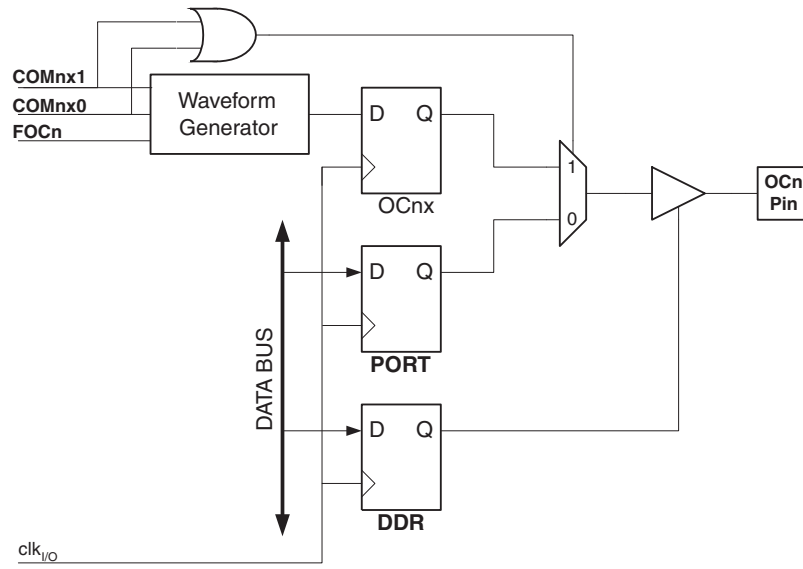 COMnx1
COMnx0
FOCn
Waveform
Generator
D Q
OCnx
1
0
OCn
Pin
DATA BUS
D Q
PORT
D Q
DDR
clkI/O